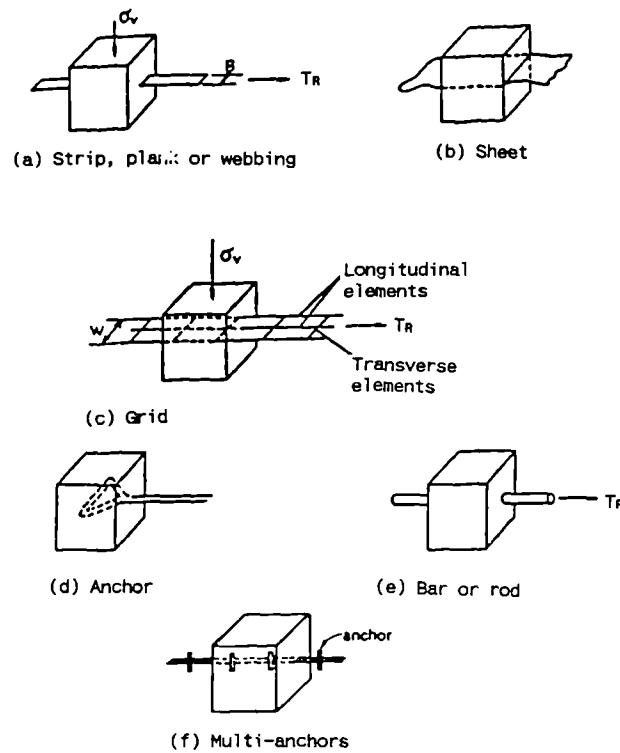 σv
B
TR
(a) Strip, plank or webbing
(b) Sheet
σv
Longitudinal
elements
W
TR
Transverse
elements
(c) Grid
(d) Anchor
TR
(e) Bar or rod
anchor
(f) Multi-anchors